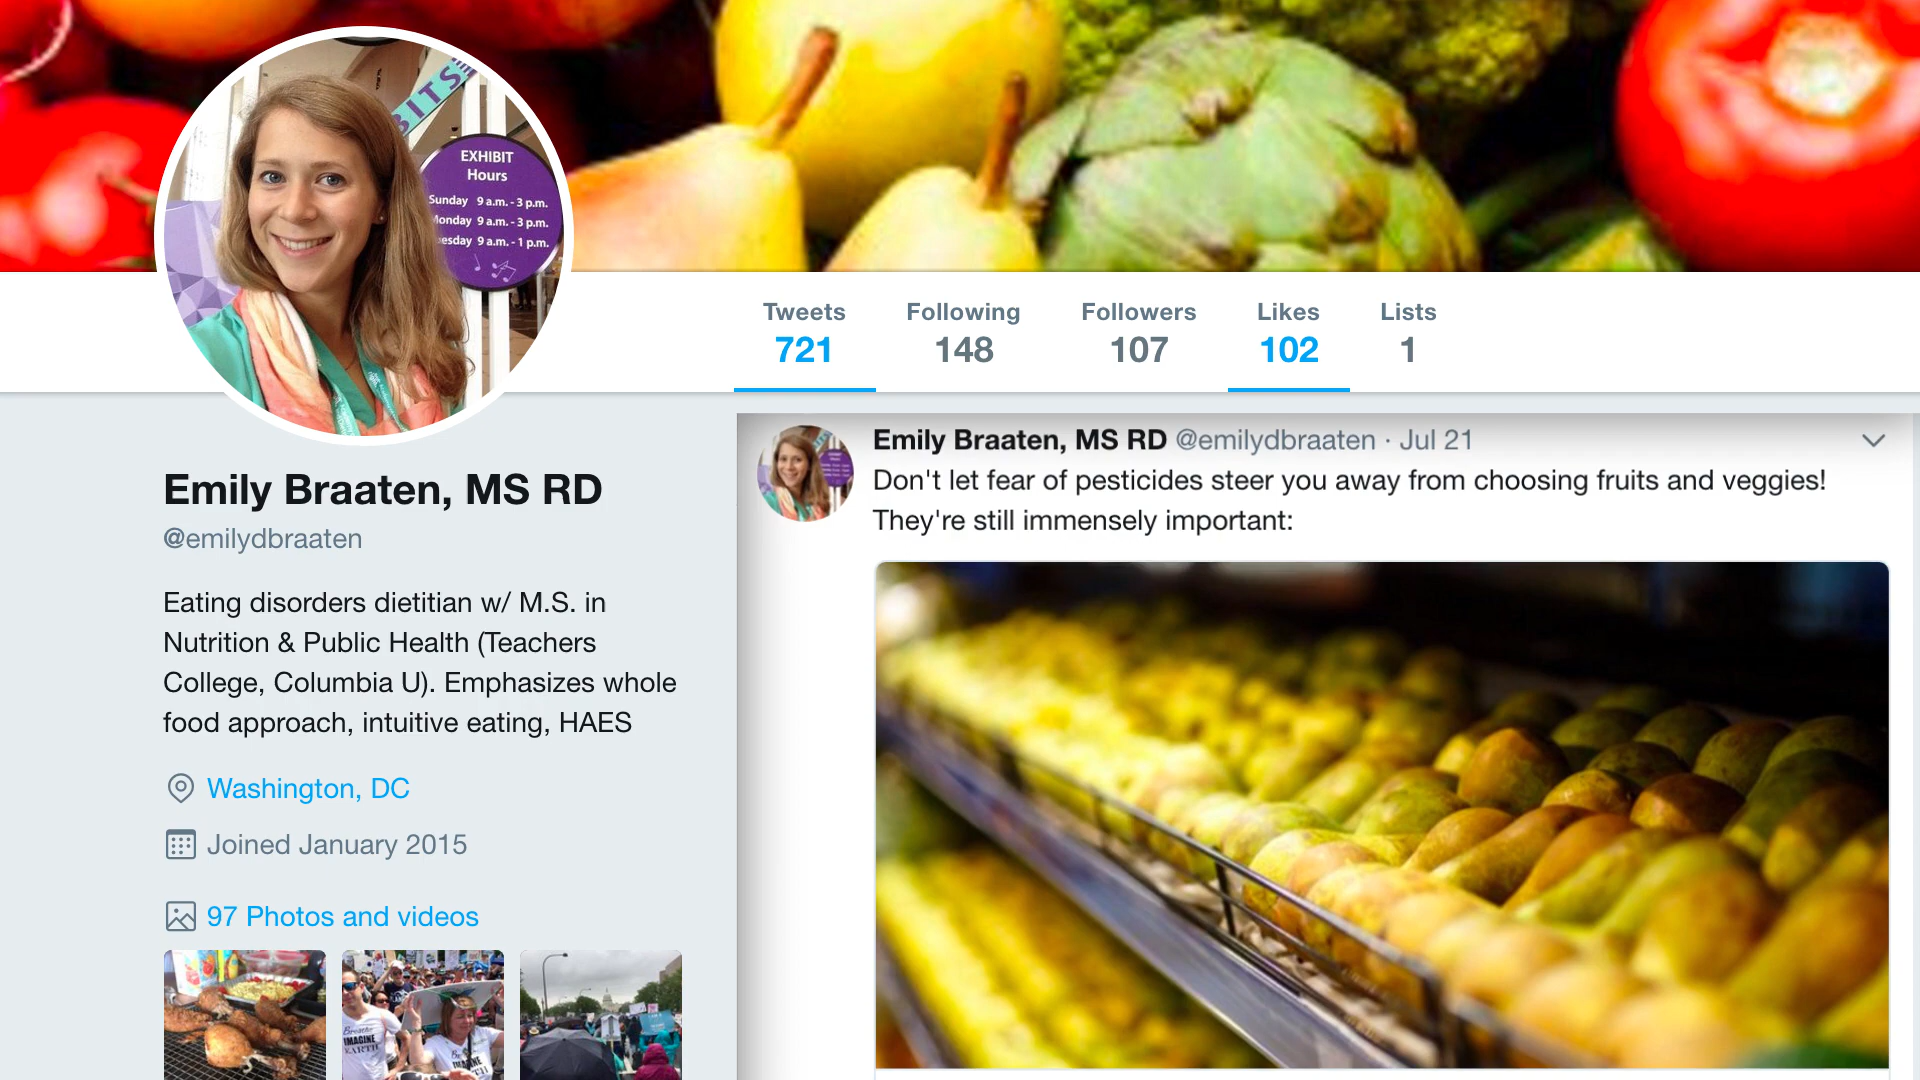 BITS
EXHIBIT
Hours
Sunday 9 a.m. - 3 p.m.
Monday 9 a.m. - 3 p.m.
esday 9 a.m. - 1 p.m.
Tweets
721
Following
148
Followers
107
Likes
102
Lists
1
Emily Braaten, MS RD
@emilydbraaten
Eating disorders dietitian w/ M.S. in
Nutrition & Public Health (Teachers
College, Columbia U). Emphasizes whole
food approach, intuitive eating, HAES
Washington, DC
Joined January 2015
97 Photos and videos
Breathe
IMAGINE
EARTH
Emily Braaten, MS RD @emilydbraaten · Jul 21
Don't let fear of pesticides steer you away from choosing fruits and veggies!
They're still immensely important: